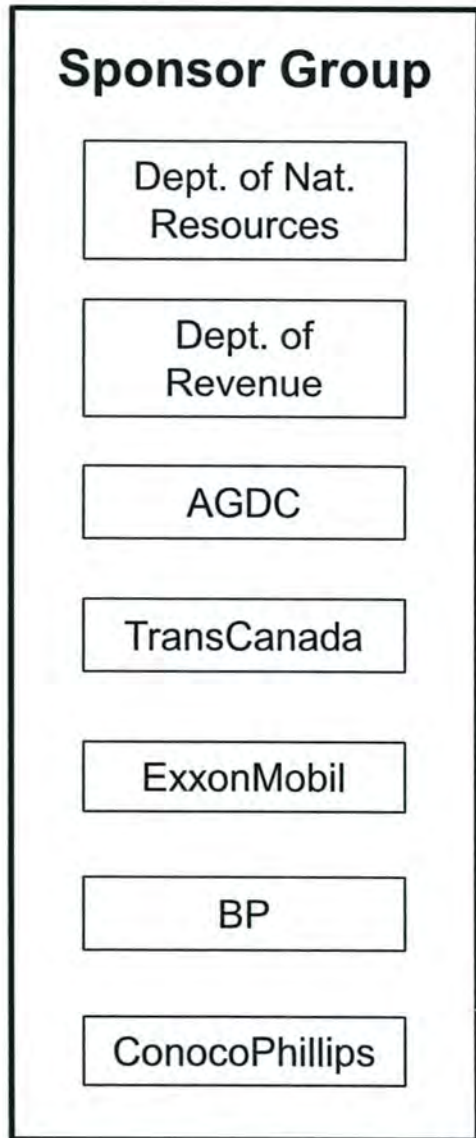 Sponsor Group
Dept. of Nat.
Resources
Dept. of
Revenue
AGDC
TransCanada
ExxonMobil
BP
ConocoPhillips